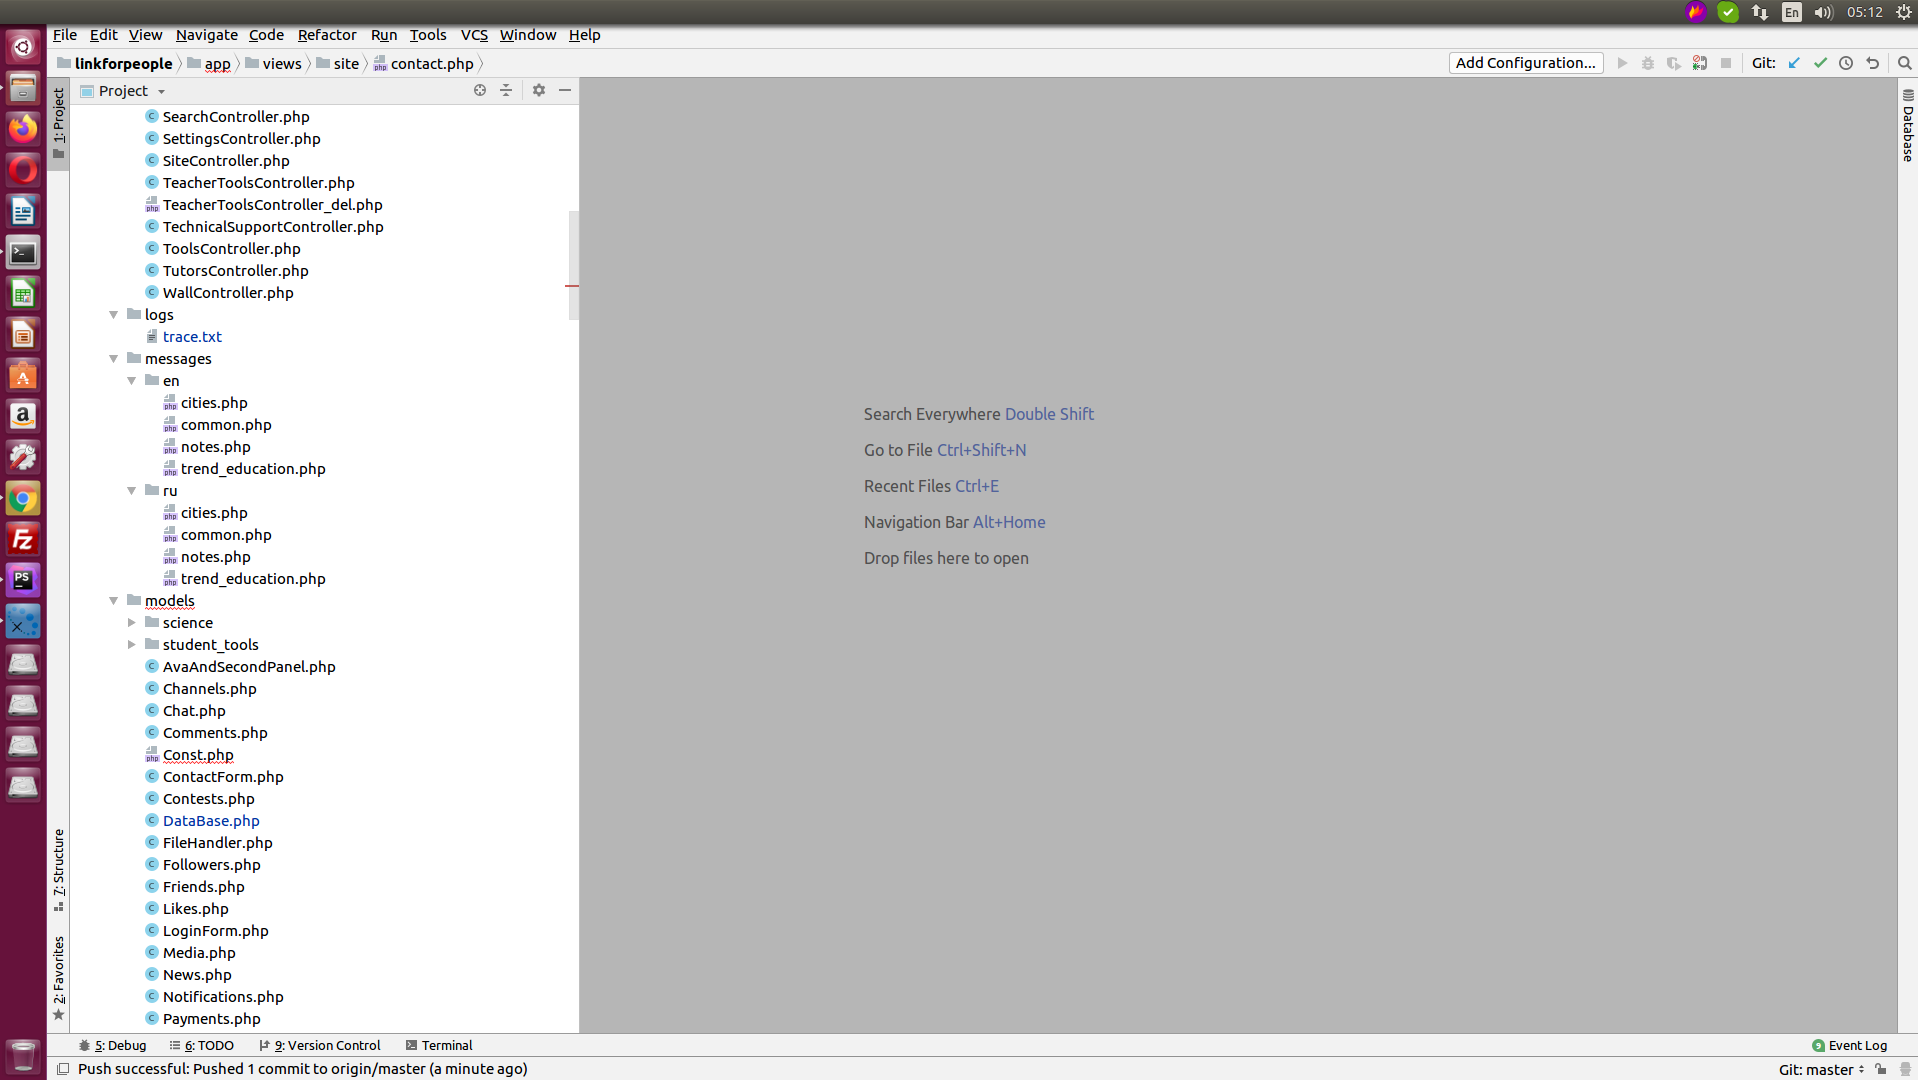 En
05:12
File Edit View Navigate Code Refactor Run Tools VCS Window Help
linkforpeople app views site contact.php
Add Configuration...
Git:
1: Project
Project
SearchController.php
SettingsController.php
SiteController.php
TeacherToolsController.php
TeacherToolsController_del.php
TechnicalSupportController.php
ToolsController.php
TutorsController.php
WallController.php
logs
trace.txt
messages
en
cities.php
common.php
notes.php
trend_education.php
ru
cities.php
common.php
notes.php
trend_education.php
models
science
student_tools
AvaAndSecondPanel.php
Channels.php
Chat.php
Comments.php
Const.php
ContactForm.php
Contests.php
DataBase.php
FileHandler.php
Followers.php
Friends.php
Likes.php
LoginForm.php
Media.php
News.php
Notifications.php
Payments.php
7: Structure
2: Favorites
Search Everywhere Double Shift
Go to File Ctrl+Shift+N
Recent Files Ctrl+E
Navigation Bar Alt+Home
Drop files here to open
Database
5: Debug 6: TODO 9: Version Control Terminal
9 Event Log
Push successful: Pushed 1 commit to origin/master (a minute ago)
Git: master